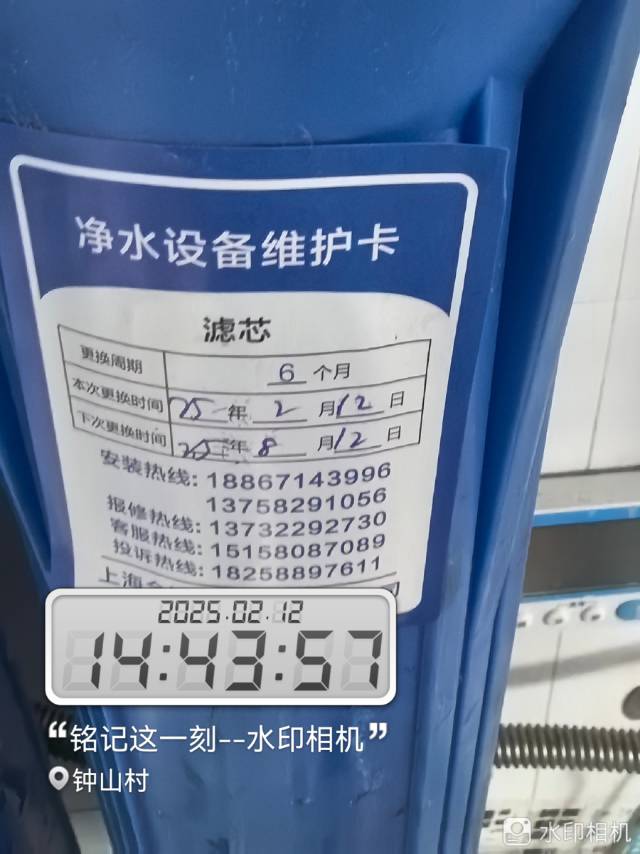 净水设备维护卡
滤芯
更换周期 6 个月
本次更换时间 25 年 2 月 12 日
下次更换时间 25 年 8 月 12 日
安装热线: 18867143996
13758291056
报修热线: 13732292730
客服热线: 15158087089
投诉热线: 18258897611
上海
2025.02.12
14:43:57
“铭记这一刻--水印相机”
钟山村
水印相机